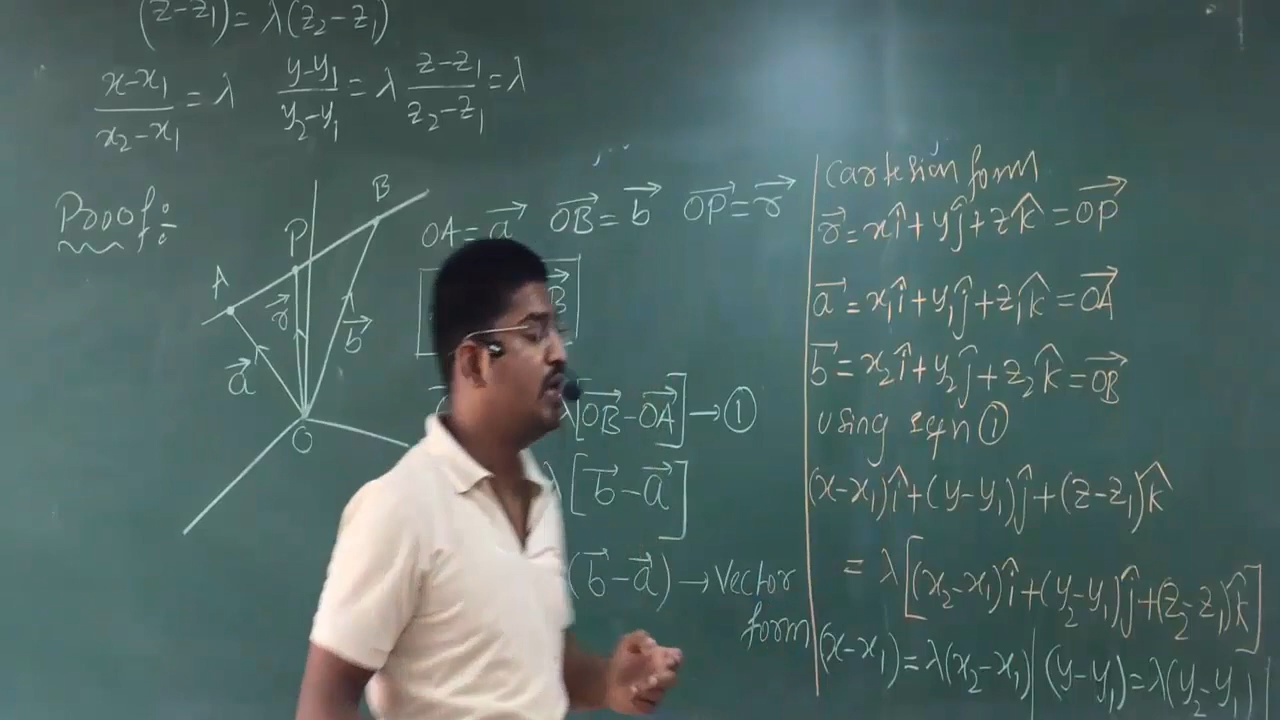 (z-z₁)= λ(z₂-z₁)
x-x₁/x₂-x₁ = λ y-y₁/y₂-y₁ = λ z-z₁/z₂-z₁ = λ
Proof:-
A P B
r⃗ a⃗ b⃗
O
OA = a⃗ OB⃗ = b⃗ OP⃗ = r⃗
[OB⃗ - OA⃗] → ①
λ[b⃗ - a⃗]
(b⃗ - a⃗) → Vector
form
Cartesian form
r⃗ = xî + yĵ + zk̂ = OP⃗
a⃗ = x₁î + y₁ĵ + z₁k̂ = OA⃗
b⃗ = x₂î + y₂ĵ + z₂k̂ = OB⃗
using eqn ①
(x-x₁)î + (y-y₁)ĵ + (z-z₁)k̂
= λ[(x₂-x₁)î + (y₂-y₁)ĵ + (z₂-z₁)k̂]
(x-x₁) = λ(x₂-x₁) | (y-y₁) = λ(y₂-y₁) |